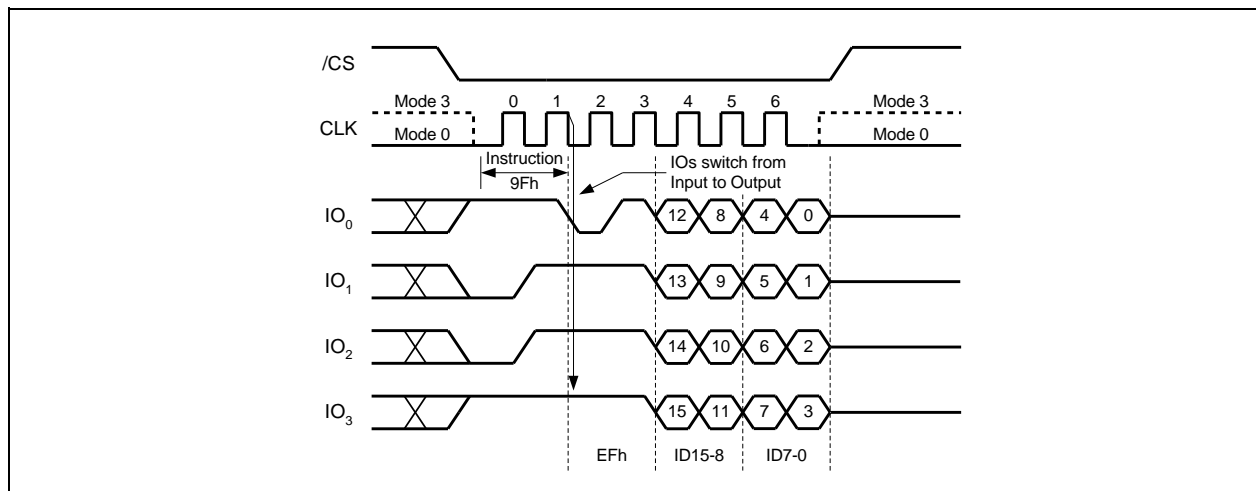 /CS
0 1 2 3 4 5 6
Mode 3 Mode 3
CLK
Mode 0 Mode 0
Instruction
9Fh
IOs switch from
Input to Output
IO0 12 8 4 0
IO1 13 9 5 1
IO2 14 10 6 2
IO3 15 11 7 3
EFh ID15-8 ID7-0